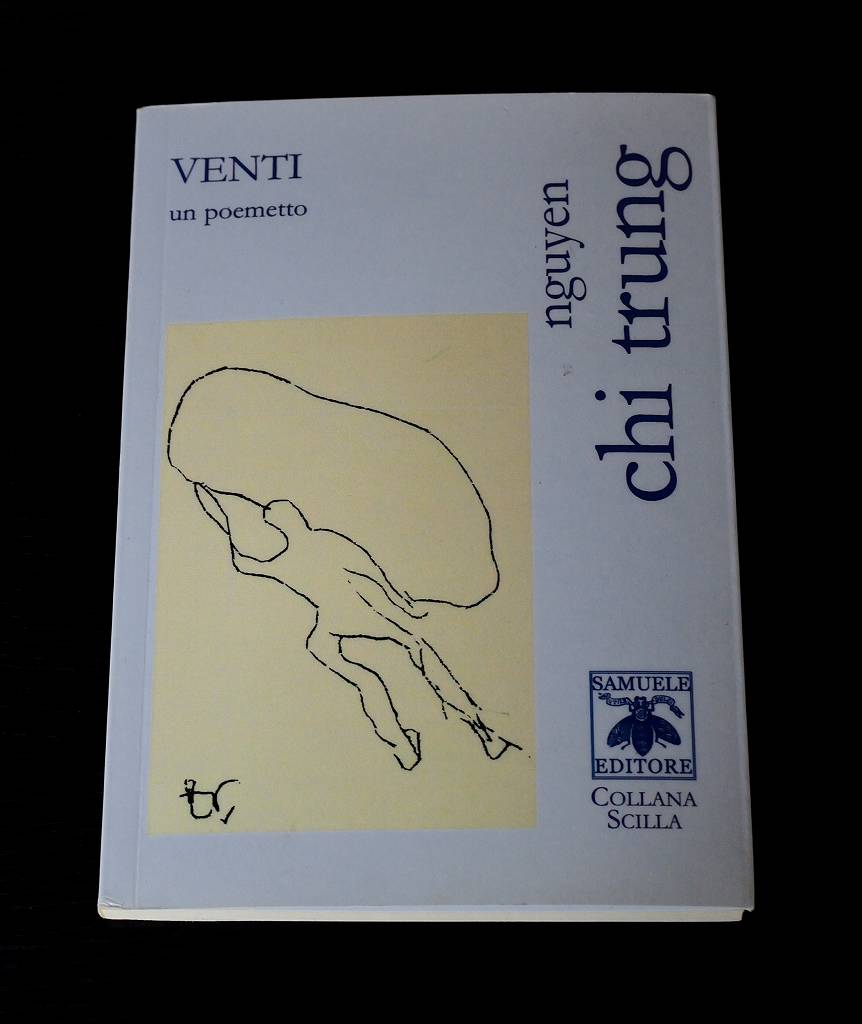 VENTI
un poemetto
nguyen
chi trung
SAMUELE
EDITORE
COLLANA
SCILLA